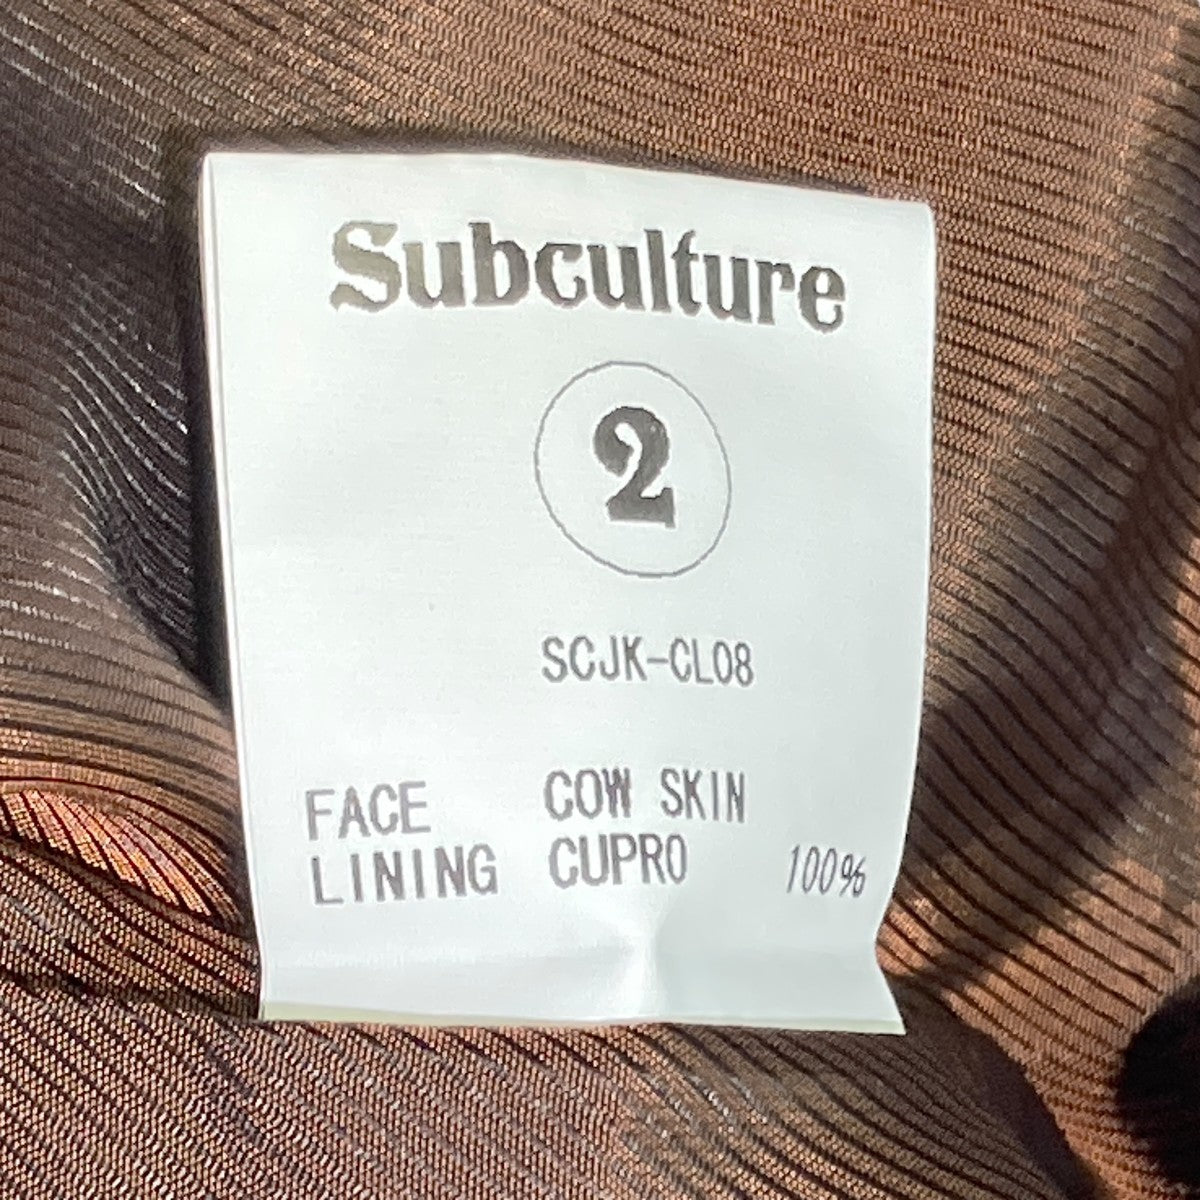 Subculture
2
SCJK-CL08
FACE COW SKIN
LINING CUPRO 100%